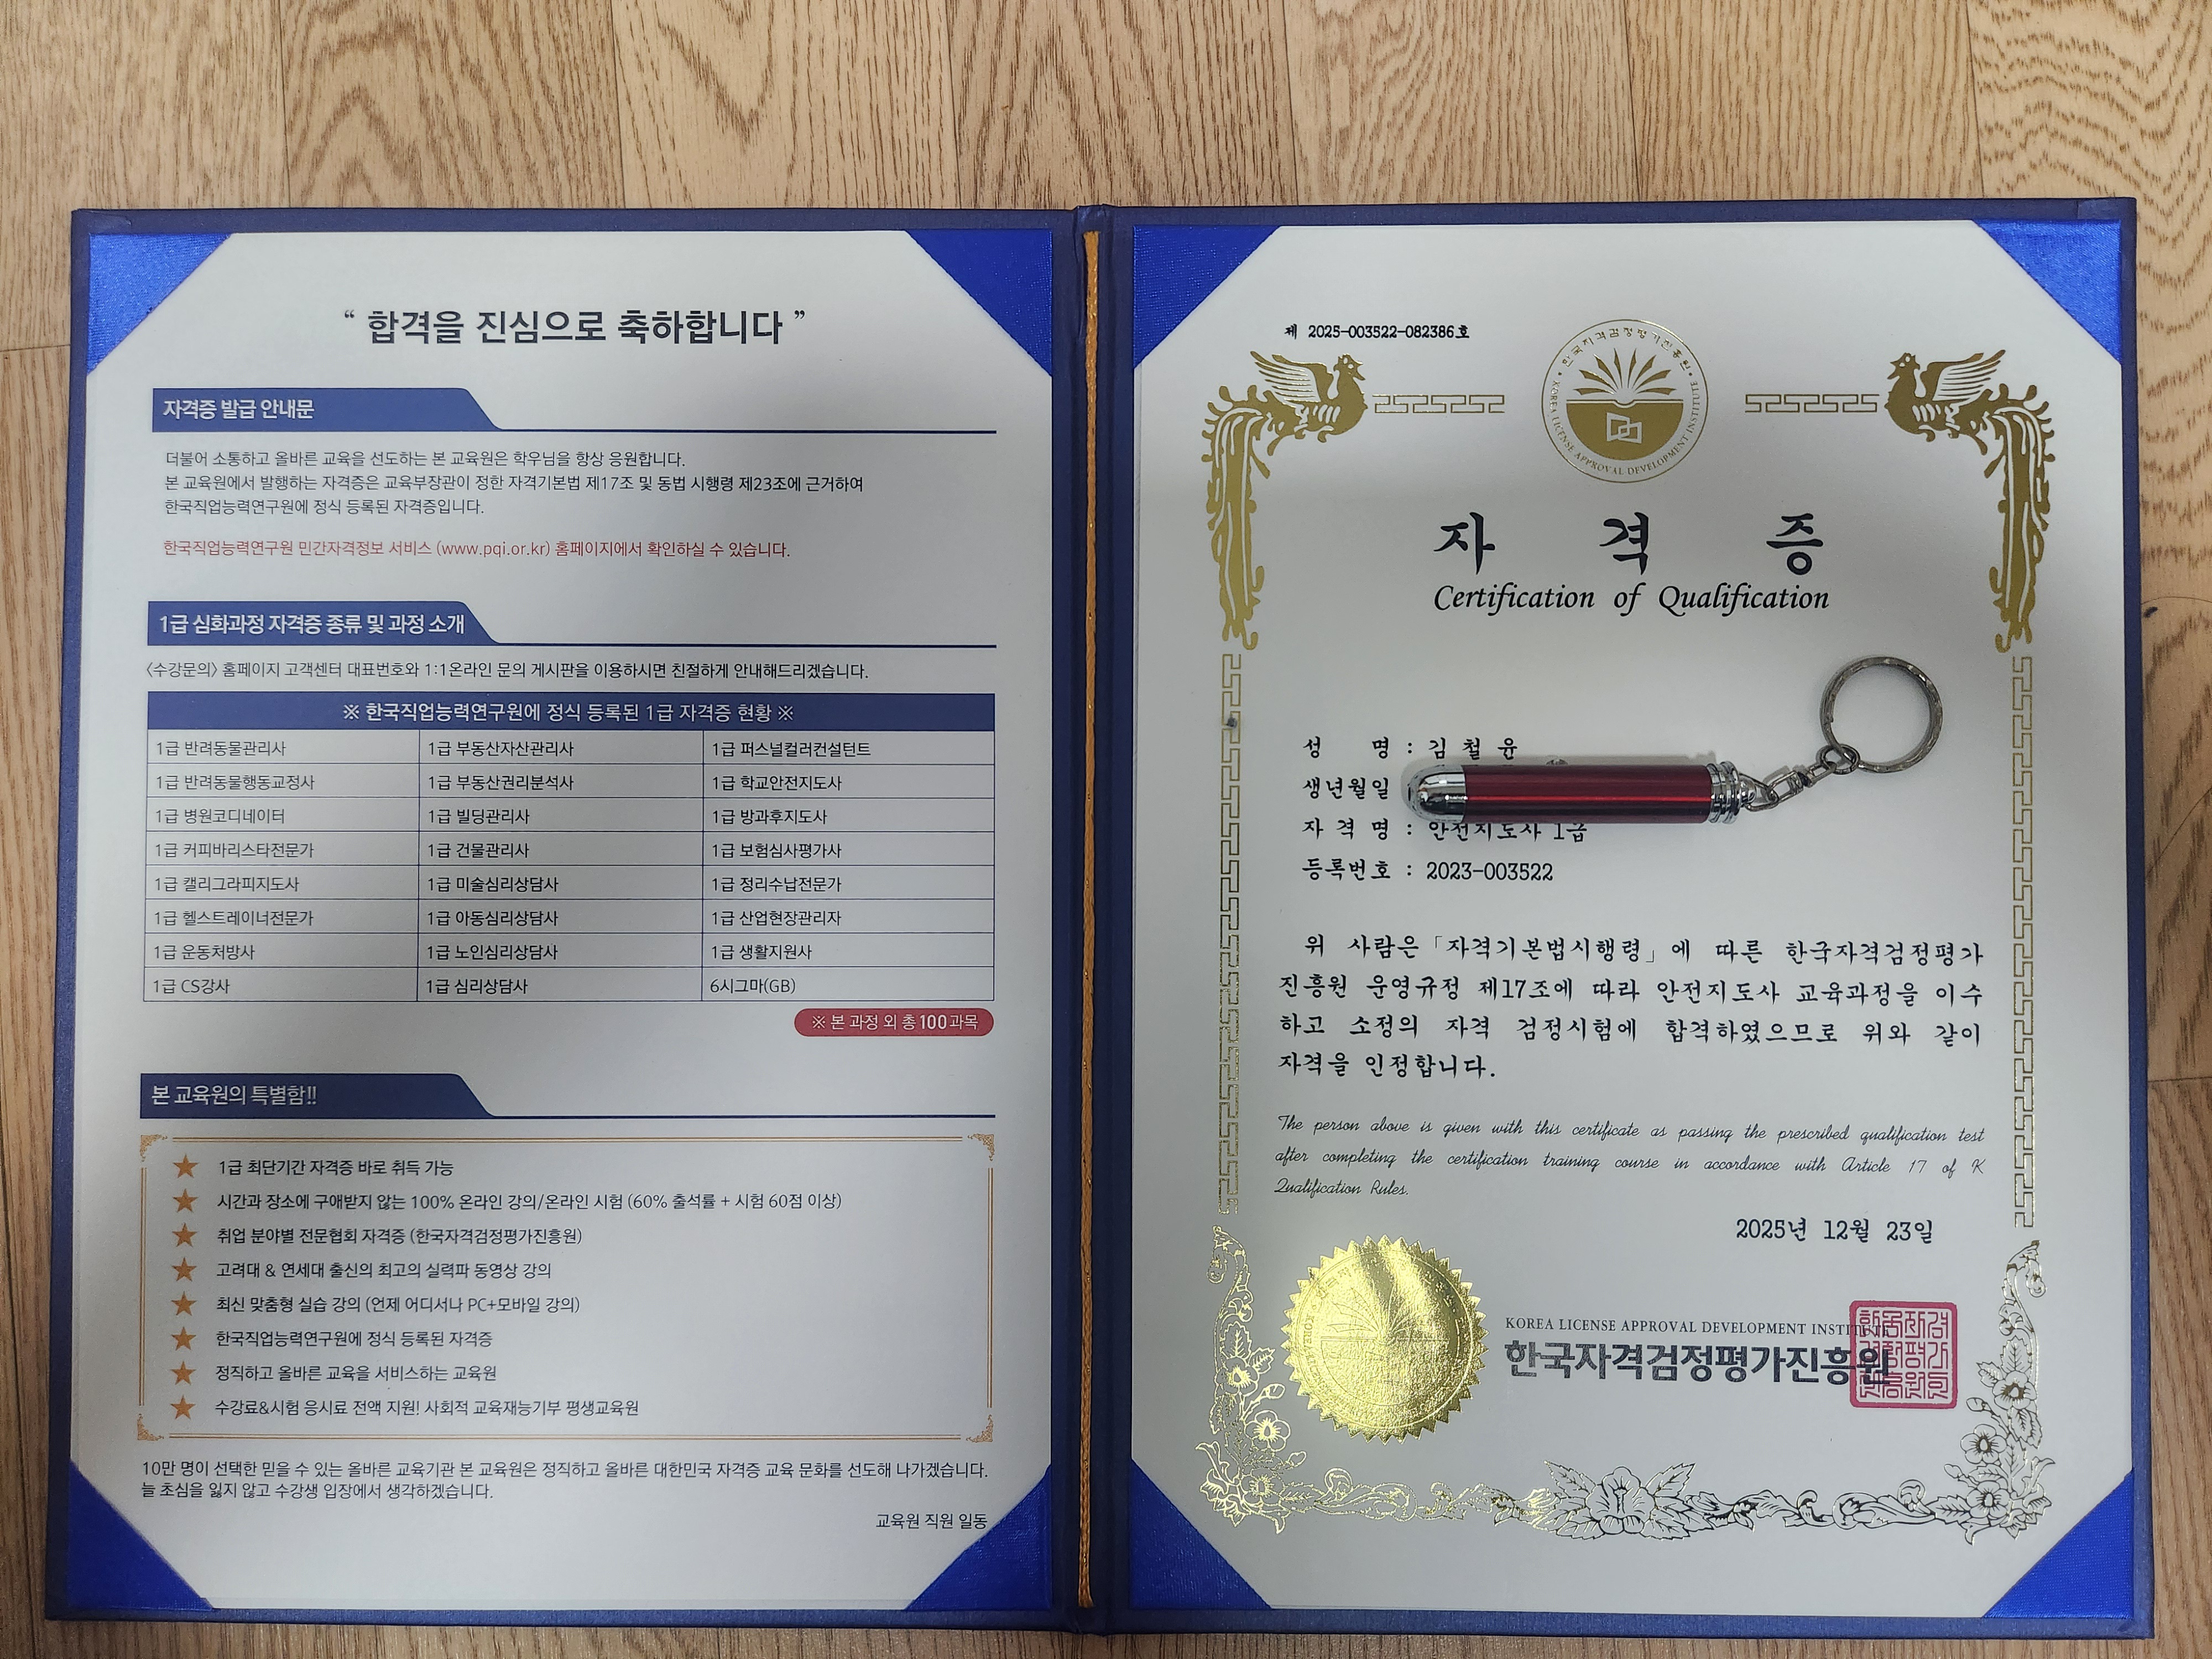 “ 합격을 진심으로 축하합니다 ”
자격증 발급 안내문
더불어 소통하고 올바른 교육을 선도하는 본 교육원은 학우님을 항상 응원합니다.
본 교육원에서 발행하는 자격증은 교육부장관이 정한 자격기본법 제17조 및 동법 시행령 제23조에 근거하여
한국직업능력연구원에 정식 등록된 자격증입니다.
한국직업능력연구원 민간자격정보 서비스 (www.pqi.or.kr) 홈페이지에서 확인하실 수 있습니다.
1급 심화과정 자격증 종류 및 과정 소개
<수강문의> 홈페이지 고객센터 대표번호와 1:1온라인 문의 게시판을 이용하시면 친절하게 안내해드리겠습니다.
※ 한국직업능력연구원에 정식 등록된 1급 자격증 현황 ※
1급 반려동물관리사 1급 부동산자산관리사 1급 퍼스널컬러컨설턴트
1급 반려동물행동교정사 1급 부동산권리분석사 1급 학교안전지도사
1급 병원코디네이터 1급 빌딩관리사 1급 방과후지도사
1급 커피바리스타전문가 1급 건물관리사 1급 보험심사평가사
1급 캘리그라피지도사 1급 미술심리상담사 1급 정리수납전문가
1급 헬스트레이너전문가 1급 아동심리상담사 1급 산업현장관리자
1급 운동처방사 1급 노인심리상담사 1급 생활지원사
1급 CS강사 1급 심리상담사 6시그마(GB)
※ 본 과정 외 총 100과목
본 교육원의 특별함!!
1급 최단기간 자격증 바로 취득 가능
시간과 장소에 구애받지 않는 100% 온라인 강의/온라인 시험 (60% 출석률 + 시험 60점 이상)
취업 분야별 전문협회 자격증 (한국자격검정평가진흥원)
고려대 & 연세대 출신의 최고의 실력파 동영상 강의
최신 맞춤형 실습 강의 (언제 어디서나 PC+모바일 강의)
한국직업능력연구원에 정식 등록된 자격증
정직하고 올바른 교육을 서비스하는 교육원
수강료&시험 응시료 전액 지원! 사회적 교육재능기부 평생교육원
10만 명이 선택한 믿을 수 있는 올바른 교육기관 본 교육원은 정직하고 올바른 대한민국 자격증 교육 문화를 선도해 나가겠습니다.
늘 초심을 잃지 않고 수강생 입장에서 생각하겠습니다.
교육원 직원 일동
제 2025-003522-082386호
한국자격검정평가진흥원
KOREA LICENSE APPROVAL DEVELOPMENT INSTITUTE
자 격 증
Certification of Qualification
성 명 : 김 철 윤
생년월일
자 격 명 : 안전지도사 1급
등록번호 : 2023-003522
위 사람은 「자격기본법시행령」에 따른 한국자격검정평가
진흥원 운영규정 제17조에 따라 안전지도사 교육과정을 이수
하고 소정의 자격 검정시험에 합격하였으므로 위와 같이
자격을 인정합니다.
The person above is given with this certificate as passing the prescribed qualification test
after completing the certification training course in accordance with Article 17 of K
Qualification Rules.
2025년 12월 23일
KOREA LICENSE APPROVAL DEVELOPMENT INSTITUTE
한국자격검정평가진흥원